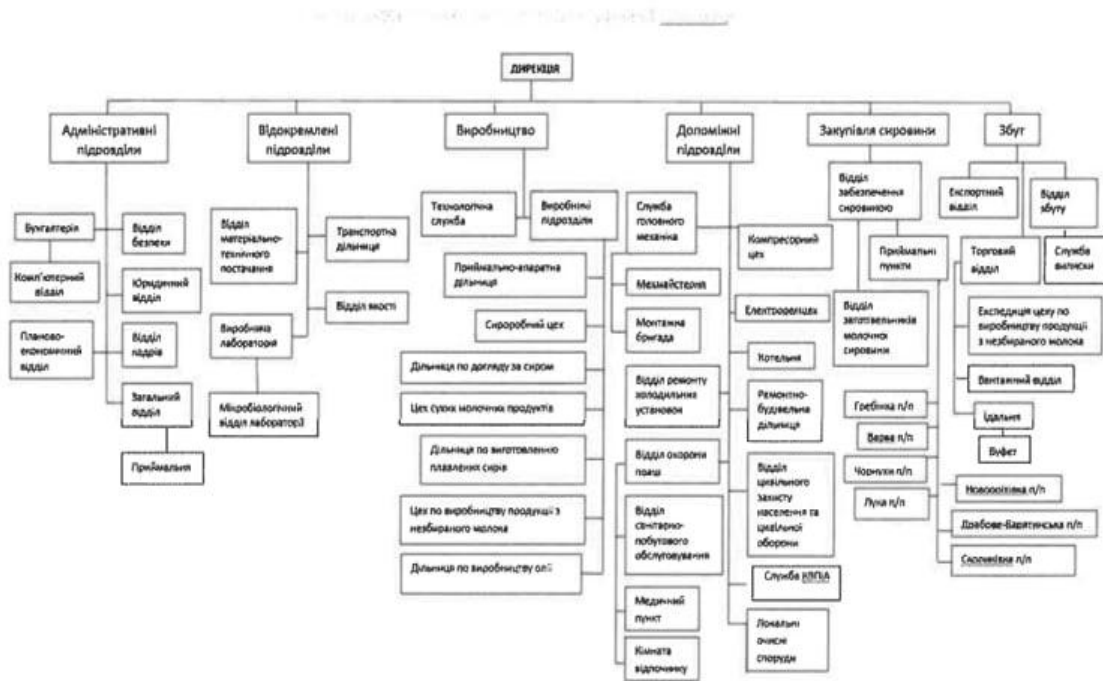 ДИРЕКЦІЯ
Адміністративні
підрозділи
Відокремлені
підрозділи
Виробництво
Допоміжні
підрозділи
Закупівля сировини
Збут
Бухгалтерія
Відділ
безпеки
Комп'ютерний
відділ
Юридичний
відділ
Планово-
економічний
відділ
Відділ
кадрів
Загальний
відділ
Приймальня
Відділ
матеріально-
технічного
постачання
Транспортна
дільниця
Виробнича
лабораторія
Відділ якості
Мікробіологічний
відділ лабораторії
Технологічна
служба
Виробничі
підрозділи
Приймально-апаратна
дільниця
Сироробний цех
Дільниця по догляду за сиром
Цех сухих молочних продуктів
Дільниця по виготовленню
плавлених сирів
Цех по виробництву продукції з
незбираного молока
Дільниця по виробництву олії
Служба
головного
механіка
Компресорний
цех
Мехмайстерня
Електроремцех
Монтажна
бригада
Котельня
Відділ ремонту
холодильних
установок
Ремонтно-
будівельна
дільниця
Відділ охорони
праці
Відділ
цивільного
захисту
населення та
цивільної
оборони
Відділ
санітарно-
побутового
обслуговування
Служба КВПіА
Медичний
пункт
Локальні
очисні
споруди
Кімната
відпочинку
Відділ
забезпечення
сировиною
Приймальні
пункти
Відділ
заготівельників
молочної
сировини
Гребінка п/п
Верва п/п
Чорнухи п/п
Лука п/п
Новооріхівка п/п
Драбове-Барятинська п/п
п/п
Експортний
відділ
Відділ
збуту
Торговий
відділ
Служба
виписки
Експедиція цеху по
виробництву продукції
з незбираного молока
Вантажний відділ
Їдальня
Буфет